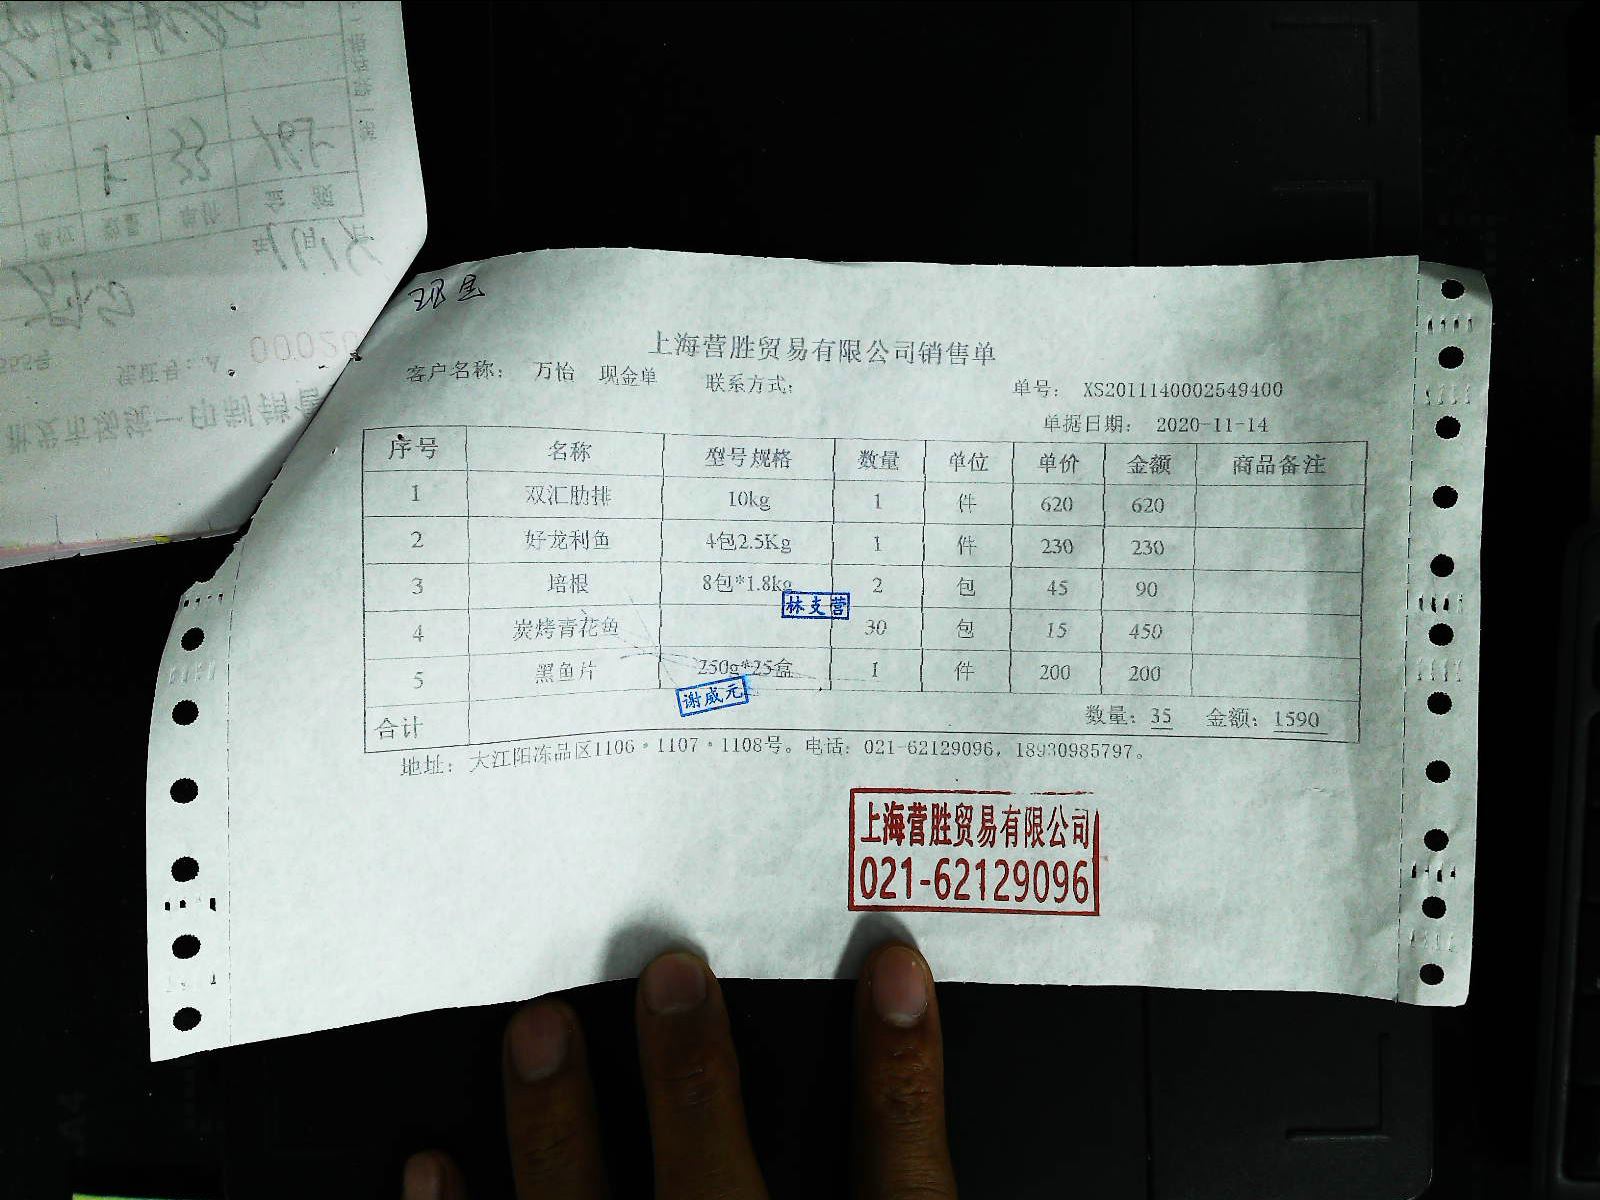 上海营胜贸易有限公司销售单
客户名称： 万怡 现金单 联系方式： 单号： XS2011140002549400
单据日期： 2020-11-14
序号 名称 型号规格 数量 单位 单价 金额 商品备注
1 双汇肋排 10kg 1 件 620 620
2 好龙利鱼 4包2.5Kg 1 件 230 230
3 培根 8包*1.8kg 2 包 45 90
林支营
4 炭烤青花鱼 30 包 15 450
5 黑鱼片 250g*25盒 1 件 200 200
谢威元
合计 数量：35 金额：1590
地址： 大江阳冻品区1106·1107·1108号。电话：021-62129096，18930985797。
上海营胜贸易有限公司
021-62129096